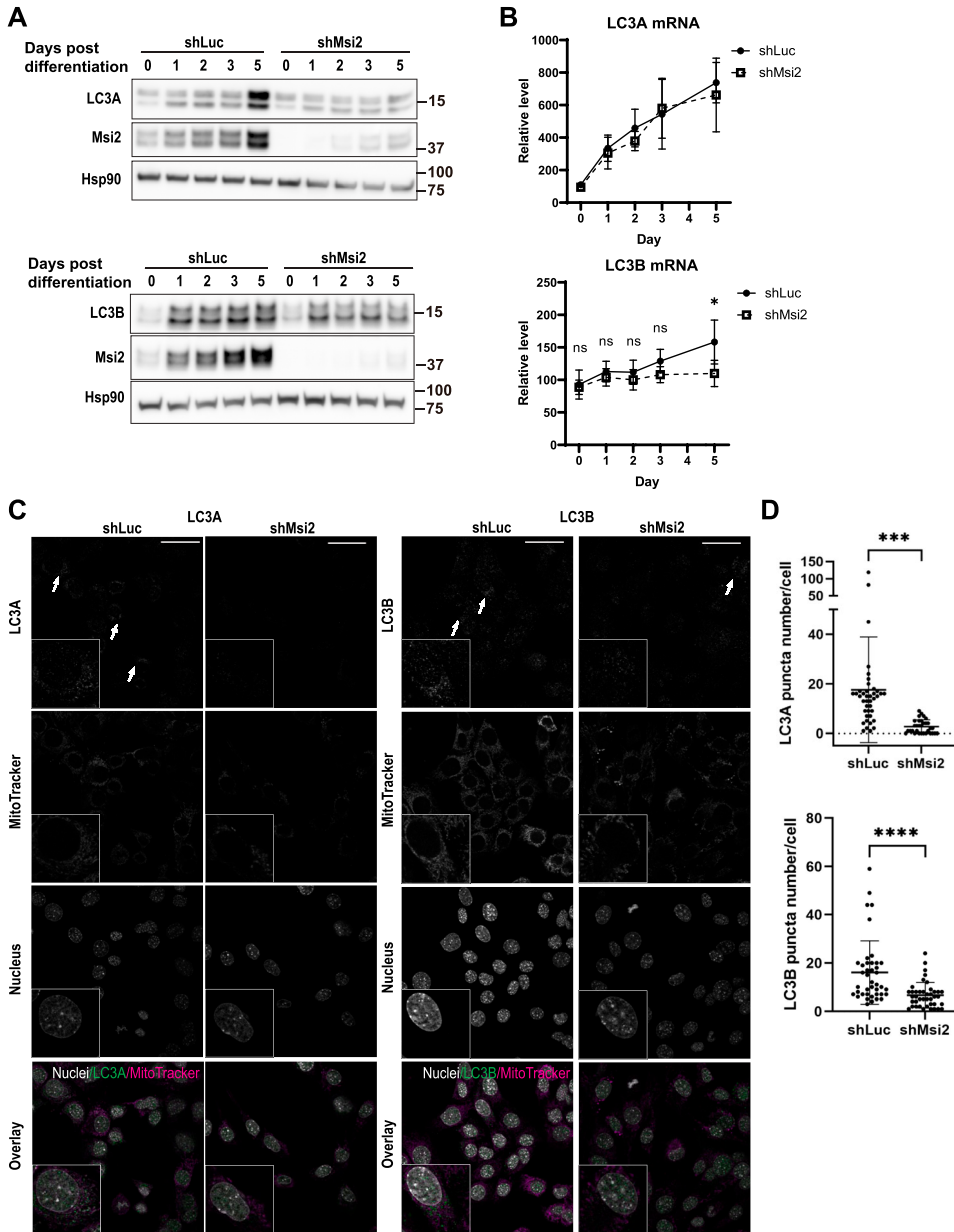 A
shLuc
shMsi2
Days post
differentiation
0 1 2 3 5 0 1 2 3 5
LC3A
15
Msi2
37
Hsp90
100
75
shLuc
shMsi2
Days post
differentiation
0 1 2 3 5 0 1 2 3 5
LC3B
15
Msi2
37
Hsp90
100
75
B
LC3A mRNA
Relative level
1000
800
600
400
200
0
0 1 2 3 4 5
Day
shLuc
shMsi2
LC3B mRNA
Relative level
250
200
150
100
50
0
ns ns ns ns *
0 1 2 3 4 5
Day
shLuc
shMsi2
C
LC3A
shLuc
shMsi2
LC3B
shLuc
shMsi2
LC3A
LC3B
MitoTracker
MitoTracker
Nucleus
Nucleus
Overlay
Nuclei/LC3A/MitoTracker
Overlay
Nuclei/LC3B/MitoTracker
D
LC3A puncta number/cell
***
150
100
50
40
20
0
shLuc shMsi2
LC3B puncta number/cell
****
80
60
40
20
0
shLuc shMsi2